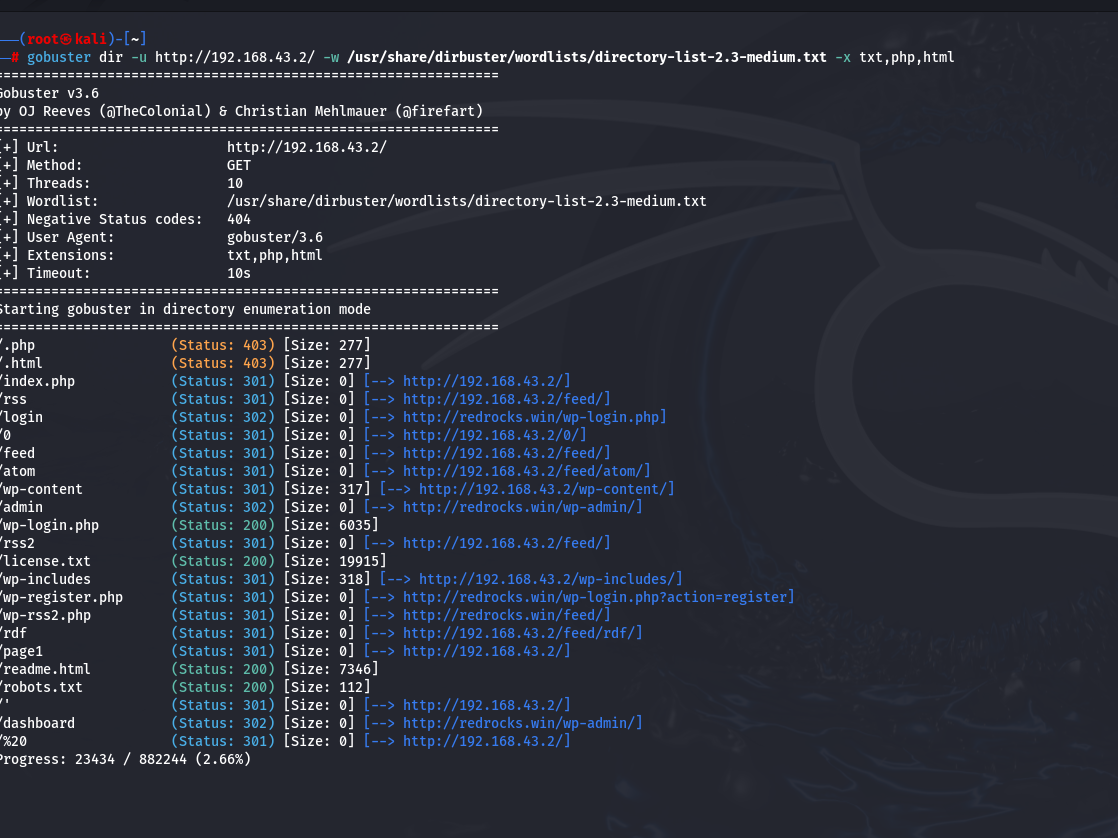 ──(root㉿kali)-[~]
─# gobuster dir -u http://192.168.43.2/ -w /usr/share/dirbuster/wordlists/directory-list-2.3-medium.txt -x txt,php,html
===============================================================
Gobuster v3.6
by OJ Reeves (@TheColonial) & Christian Mehlmauer (@firefart)
===============================================================
[+] Url:                     http://192.168.43.2/
[+] Method:                  GET
[+] Threads:                 10
[+] Wordlist:                /usr/share/dirbuster/wordlists/directory-list-2.3-medium.txt
[+] Negative Status codes:   404
[+] User Agent:              gobuster/3.6
[+] Extensions:              txt,php,html
[+] Timeout:                 10s
===============================================================
Starting gobuster in directory enumeration mode
===============================================================
/.php                 (Status: 403) [Size: 277]
/.html                (Status: 403) [Size: 277]
/index.php            (Status: 301) [Size: 0] [--> http://192.168.43.2/]
/rss                  (Status: 301) [Size: 0] [--> http://192.168.43.2/feed/]
/login                (Status: 302) [Size: 0] [--> http://redrocks.win/wp-login.php]
/0                    (Status: 301) [Size: 0] [--> http://192.168.43.2/0/]
/feed                 (Status: 301) [Size: 0] [--> http://192.168.43.2/feed/]
/atom                 (Status: 301) [Size: 0] [--> http://192.168.43.2/feed/atom/]
/wp-content           (Status: 301) [Size: 317] [--> http://192.168.43.2/wp-content/]
/admin                (Status: 302) [Size: 0] [--> http://redrocks.win/wp-admin/]
/wp-login.php         (Status: 200) [Size: 6035]
/rss2                 (Status: 301) [Size: 0] [--> http://192.168.43.2/feed/]
/license.txt          (Status: 200) [Size: 19915]
/wp-includes          (Status: 301) [Size: 318] [--> http://192.168.43.2/wp-includes/]
/wp-register.php      (Status: 301) [Size: 0] [--> http://redrocks.win/wp-login.php?action=register]
/wp-rss2.php          (Status: 301) [Size: 0] [--> http://redrocks.win/feed/]
/rdf                  (Status: 301) [Size: 0] [--> http://192.168.43.2/feed/rdf/]
/page1                (Status: 301) [Size: 0] [--> http://192.168.43.2/]
/readme.html          (Status: 200) [Size: 7346]
/robots.txt           (Status: 200) [Size: 112]
/'                    (Status: 301) [Size: 0] [--> http://192.168.43.2/]
/dashboard            (Status: 302) [Size: 0] [--> http://redrocks.win/wp-admin/]
/%20                  (Status: 301) [Size: 0] [--> http://192.168.43.2/]
Progress: 23434 / 882244 (2.66%)